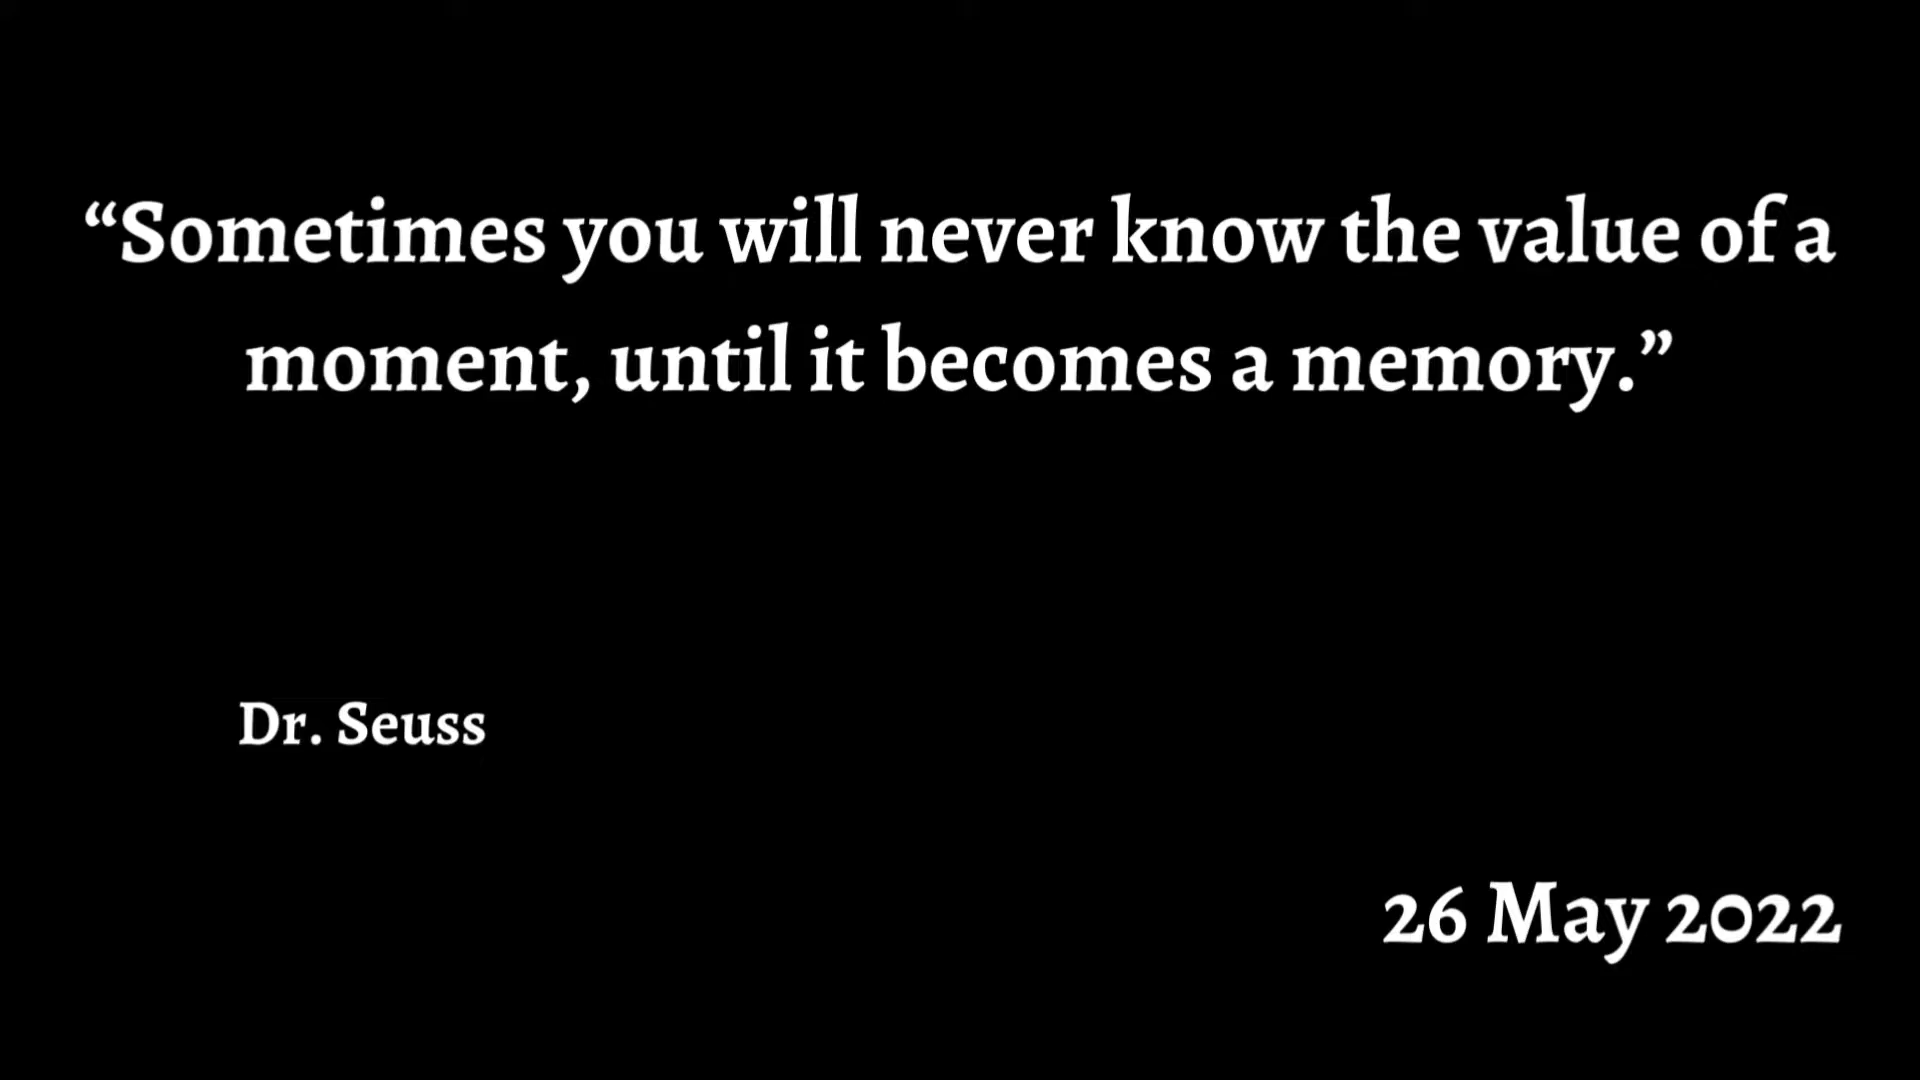 “Sometimes you will never know the value of a
moment, until it becomes a memory.”
Dr. Seuss
26 May 2022